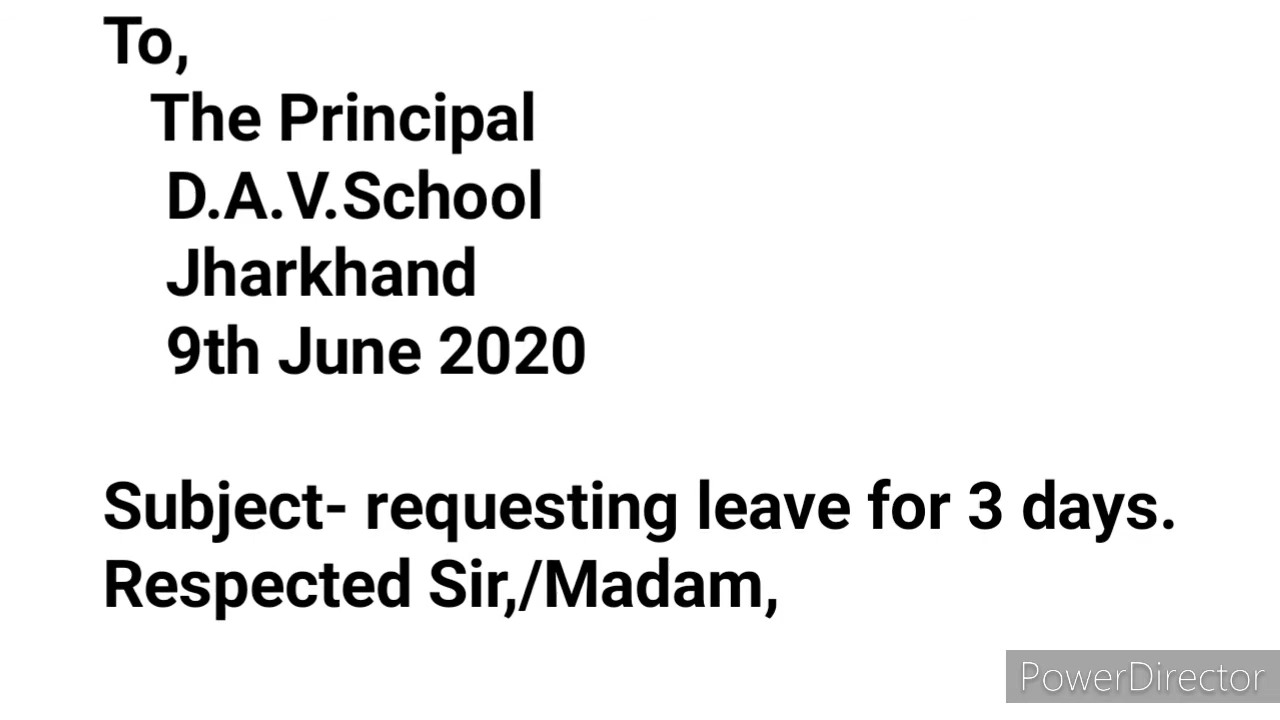 To,
The Principal
D.A.V.School
Jharkhand
9th June 2020
Subject- requesting leave for 3 days.
Respected Sir,/Madam,
PowerDirector